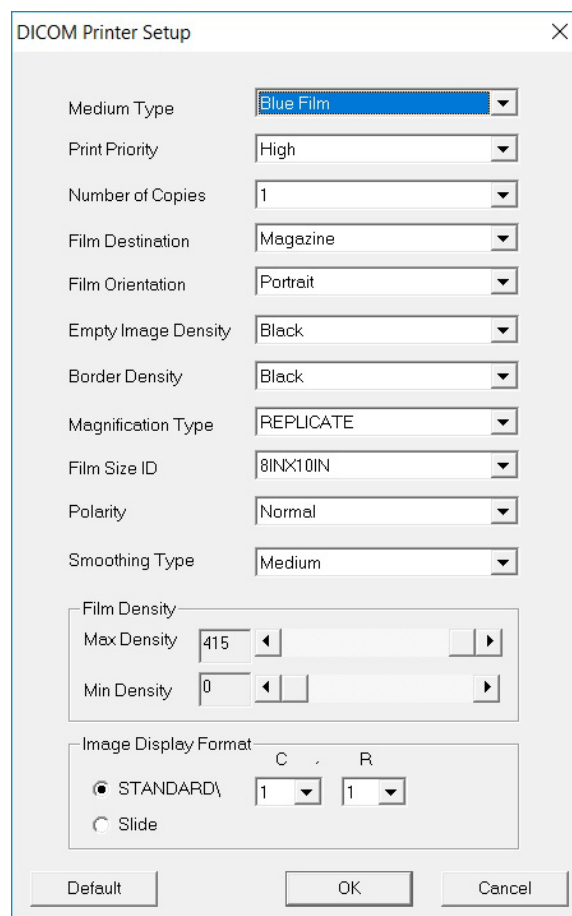 DICOM Printer Setup
Medium Type Blue Film
Print Priority High
Number of Copies 1
Film Destination Magazine
Film Orientation Portrait
Empty Image Density Black
Border Density Black
Magnification Type REPLICATE
Film Size ID 8INX10IN
Polarity Normal
Smoothing Type Medium
Film Density
Max Density 415
Min Density 0
Image Display Format
C , R
STANDARD\ 1 1
Slide
Default OK Cancel